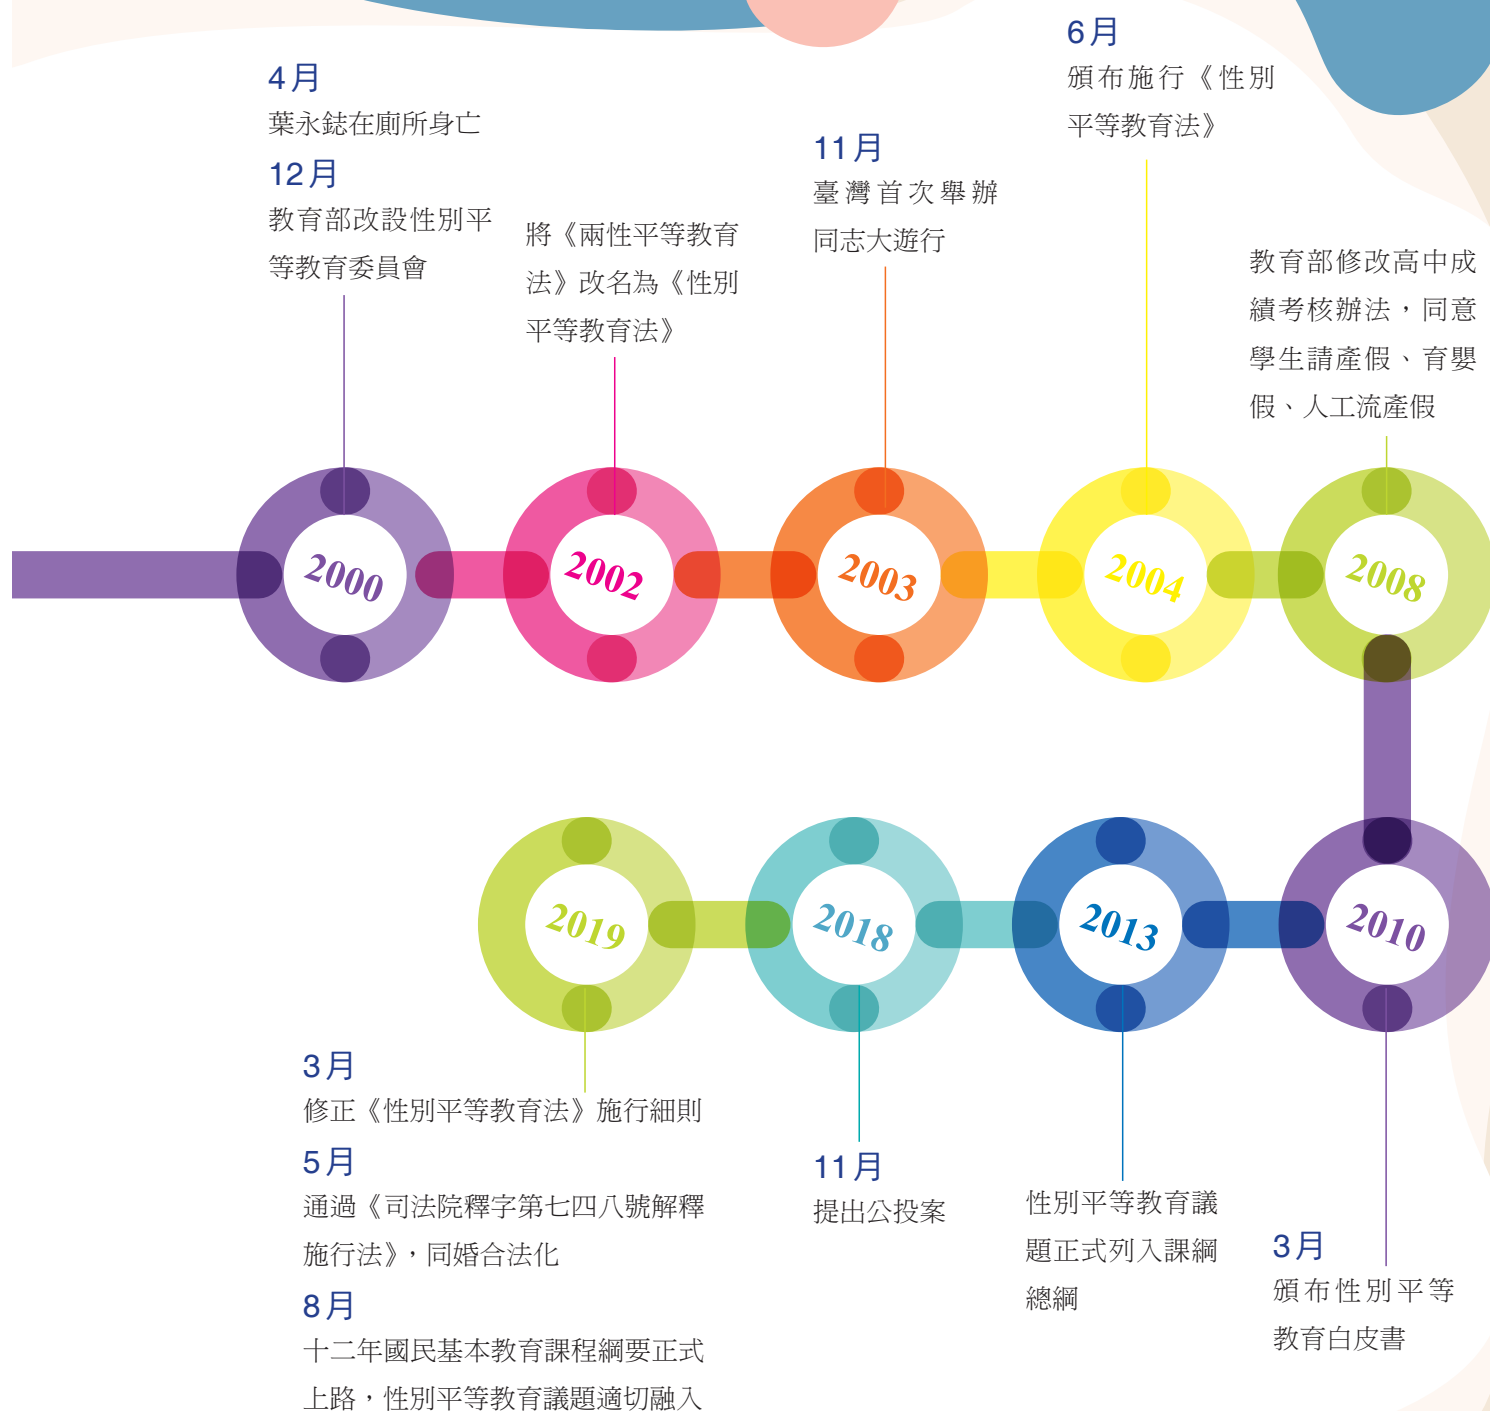 4月
葉永鋕在廁所身亡
12月
教育部改設性別平
等教育委員會
2000
將《兩性平等教育
法》改名為《性別
平等教育法》
2002
11月
臺灣首次舉辦
同志大遊行
2003
6月
頒布施行《性別
平等教育法》
2004
教育部修改高中成
績考核辦法，同意
學生請產假、育嬰
假、人工流產假
2008
2010
3月
頒布性別平等
教育白皮書
2013
性別平等教育議
題正式列入課綱
總綱
2018
11月
提出公投案
2019
3月
修正《性別平等教育法》施行細則
5月
通過《司法院釋字第七四八號解釋
施行法》，同婚合法化
8月
十二年國民基本教育課程綱要正式
上路，性別平等教育議題適切融入